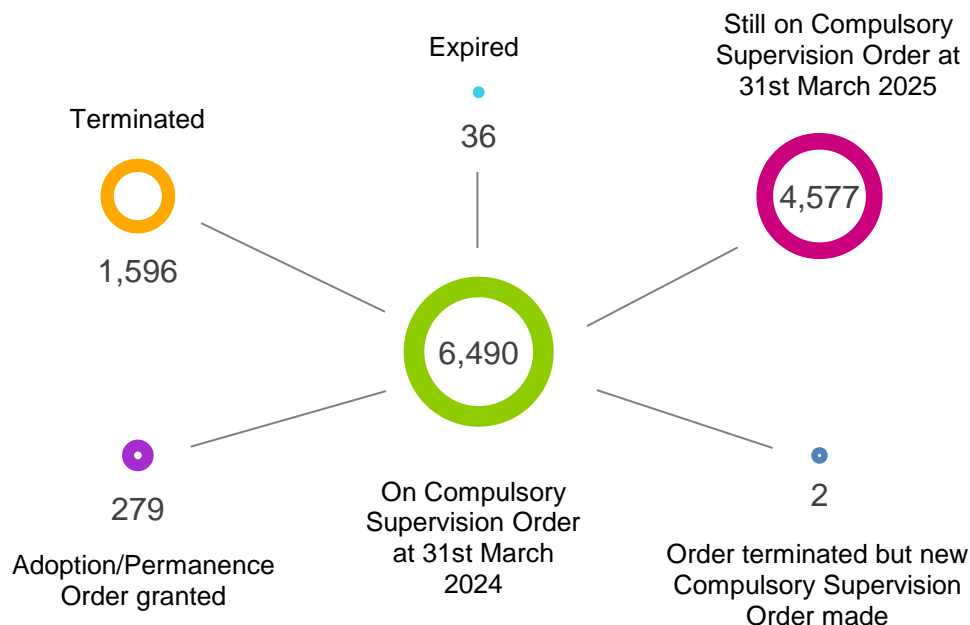 Terminated
1,596
Expired
36
Still on Compulsory
Supervision Order at
31st March 2025
4,577
6,490
On Compulsory
Supervision Order
at 31st March
2024
279
Adoption/Permanence
Order granted
2
Order terminated but new
Compulsory Supervision
Order made